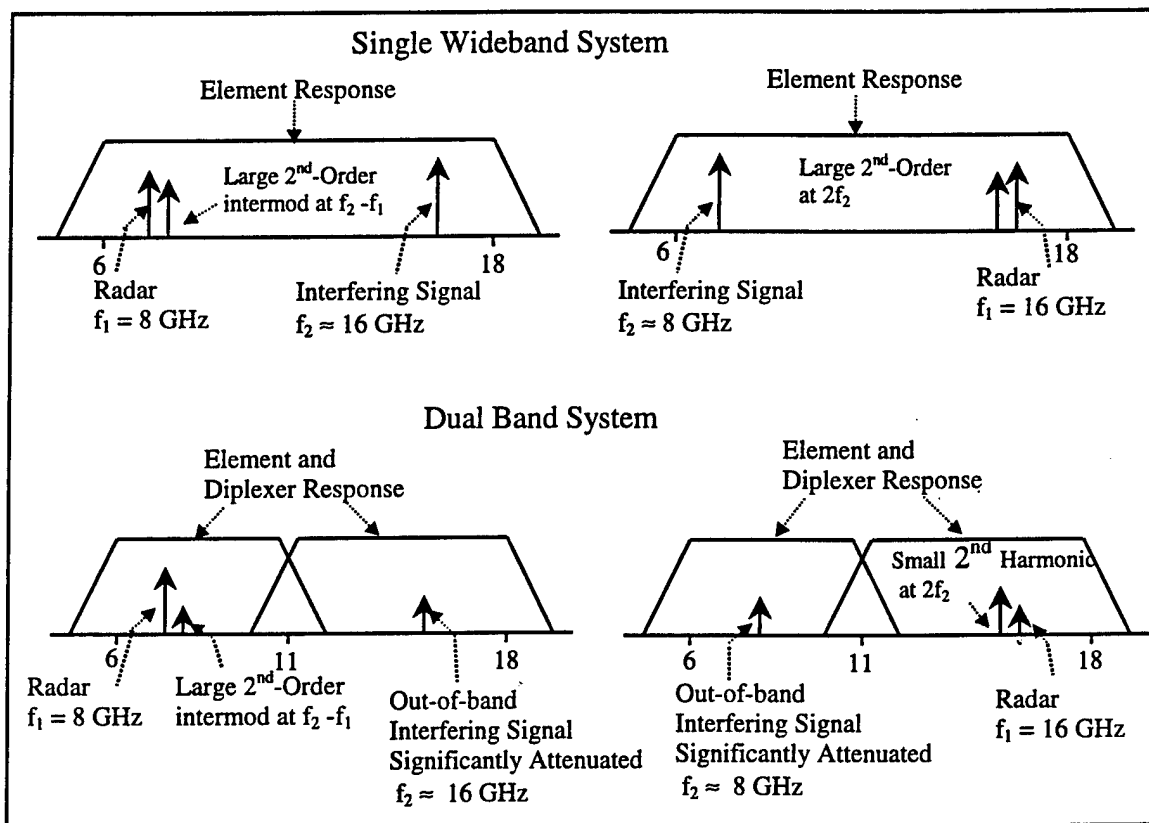 Single Wideband System
Element Response
Large 2nd-Order
intermod at f2 -f1
6
18
Radar
f1 = 8 GHz
Interfering Signal
f2 ≈ 16 GHz
Element Response
Large 2nd-Order
at 2f2
6
18
Interfering Signal
f2 ≈ 8 GHz
Radar
f1 = 16 GHz
Dual Band System
Element and
Diplexer Response
6
11
18
Radar
f1 = 8 GHz
Large 2nd-Order
intermod at f2 -f1
Out-of-band
Interfering Signal
Significantly Attenuated
f2 ≈ 16 GHz
Element and
Diplexer Response
Small 2nd Harmonic
at 2f2
6
11
18
Out-of-band
Interfering Signal
Significantly Attenuated
f2 ≈ 8 GHz
Radar
f1 = 16 GHz